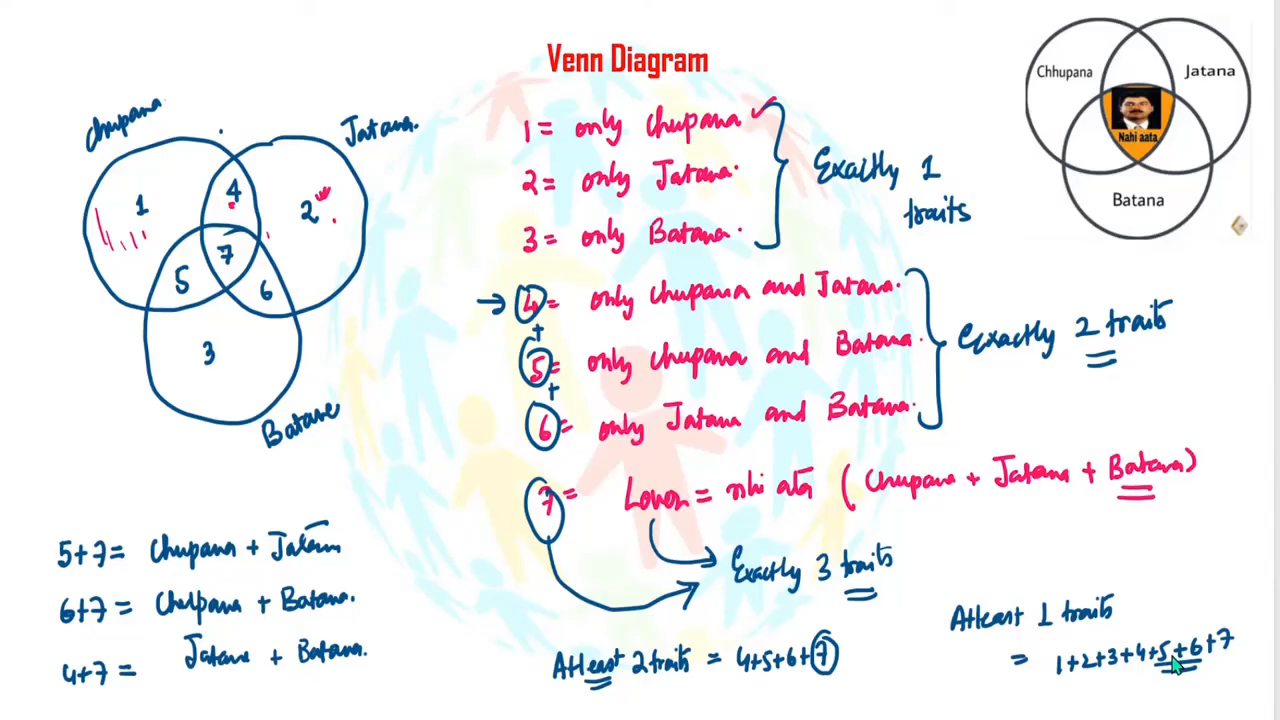 Venn Diagram
Chupana
Jatana.
1
4
2
7
5
6
3
Batana
1 = only Chupana
2 = only Jatana.
3 = only Batana.
Exactly 1
traits
4 = only Chupana and Jatana.
+
5 = only Chupana and Batana.
+
6 = only Jatana and Batana.
Exactly 2 traits
7 = Lover = nhi ata (Chupana + Jatana + Batana)
Exactly 3 traits
Chhupana
Jatana
Nahi aata
Batana
5+7 = Chupana + Jatana
6+7 = Chupana + Batana.
4+7 = Jatana + Batana.
Atleast 2 traits = 4+5+6+7
Atleast 1 traits
= 1+2+3+4+5+6+7